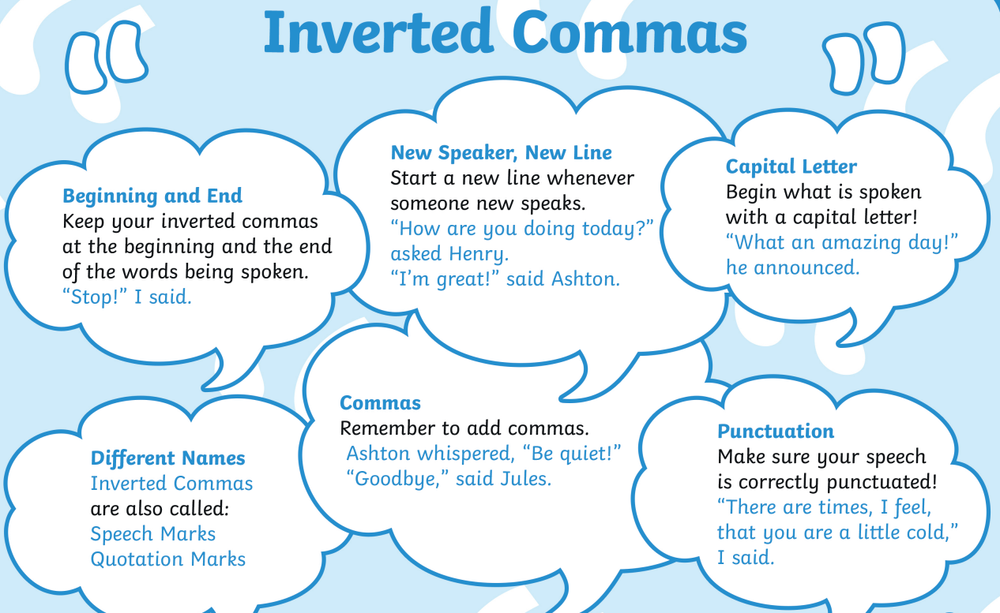 Inverted Commas
Beginning and End
Keep your inverted commas
at the beginning and the end
of the words being spoken.
“Stop!” I said.
New Speaker, New Line
Start a new line whenever
someone new speaks.
“How are you doing today?”
asked Henry.
“I’m great!” said Ashton.
Capital Letter
Begin what is spoken
with a capital letter!
“What an amazing day!”
he announced.
Different Names
Inverted Commas
are also called:
Speech Marks
Quotation Marks
Commas
Remember to add commas.
Ashton whispered, “Be quiet!”
“Goodbye,” said Jules.
Punctuation
Make sure your speech
is correctly punctuated!
“There are times, I feel,
that you are a little cold,”
I said.